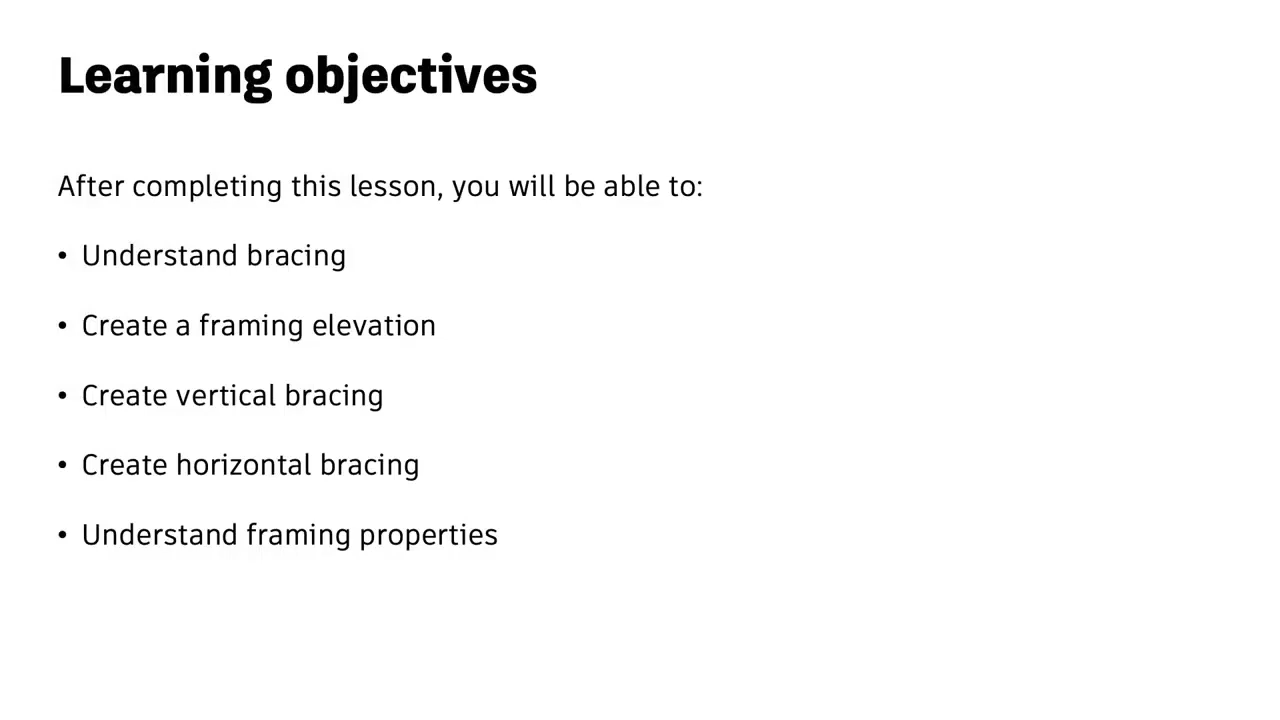 Learning objectives
After completing this lesson, you will be able to:
• Understand bracing
• Create a framing elevation
• Create vertical bracing
• Create horizontal bracing
• Understand framing properties